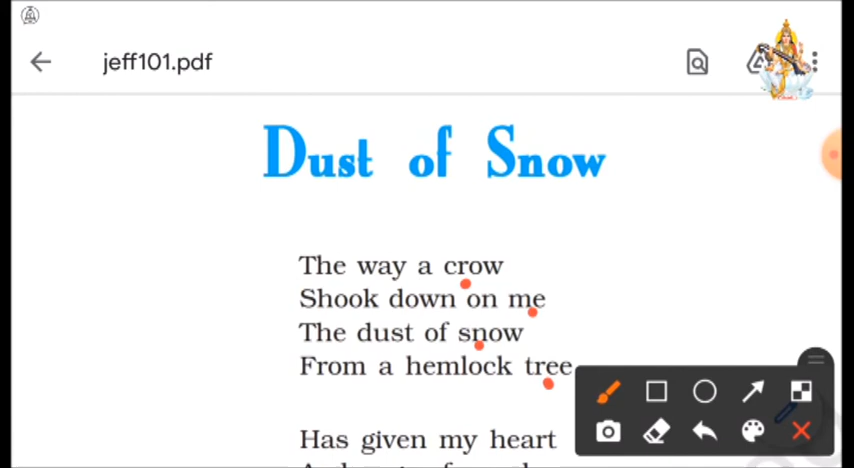 jeff101.pdf
Dust of Snow
The way a crow
Shook down on me
The dust of snow
From a hemlock tree
Has given my heart